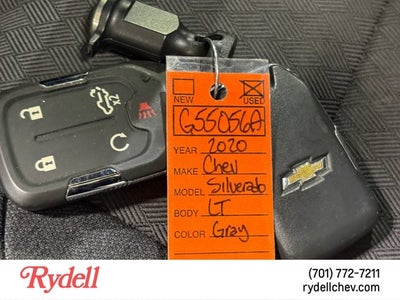 NEW
USED
G55056A
YEAR 2020
MAKE Chev
MODEL Silverado
BODY LT
COLOR Gray
X2
Rydell
(701) 772-7211
rydellchev.com